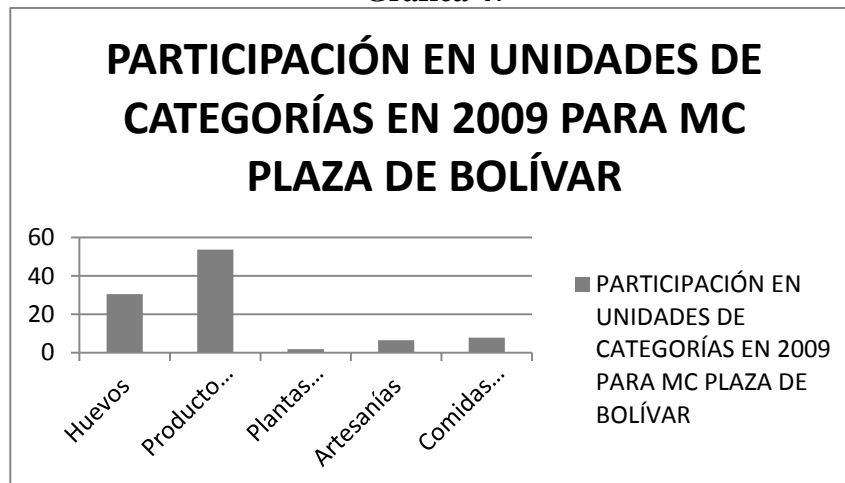 PARTICIPACIÓN EN UNIDADES DE
CATEGORÍAS EN 2009 PARA MC
PLAZA DE BOLÍVAR
60
40
20
0
Huevos
Producto...
Plantas...
Artesanías
Comidas...
PARTICIPACIÓN EN
UNIDADES DE
CATEGORÍAS EN 2009
PARA MC PLAZA DE
BOLÍVAR